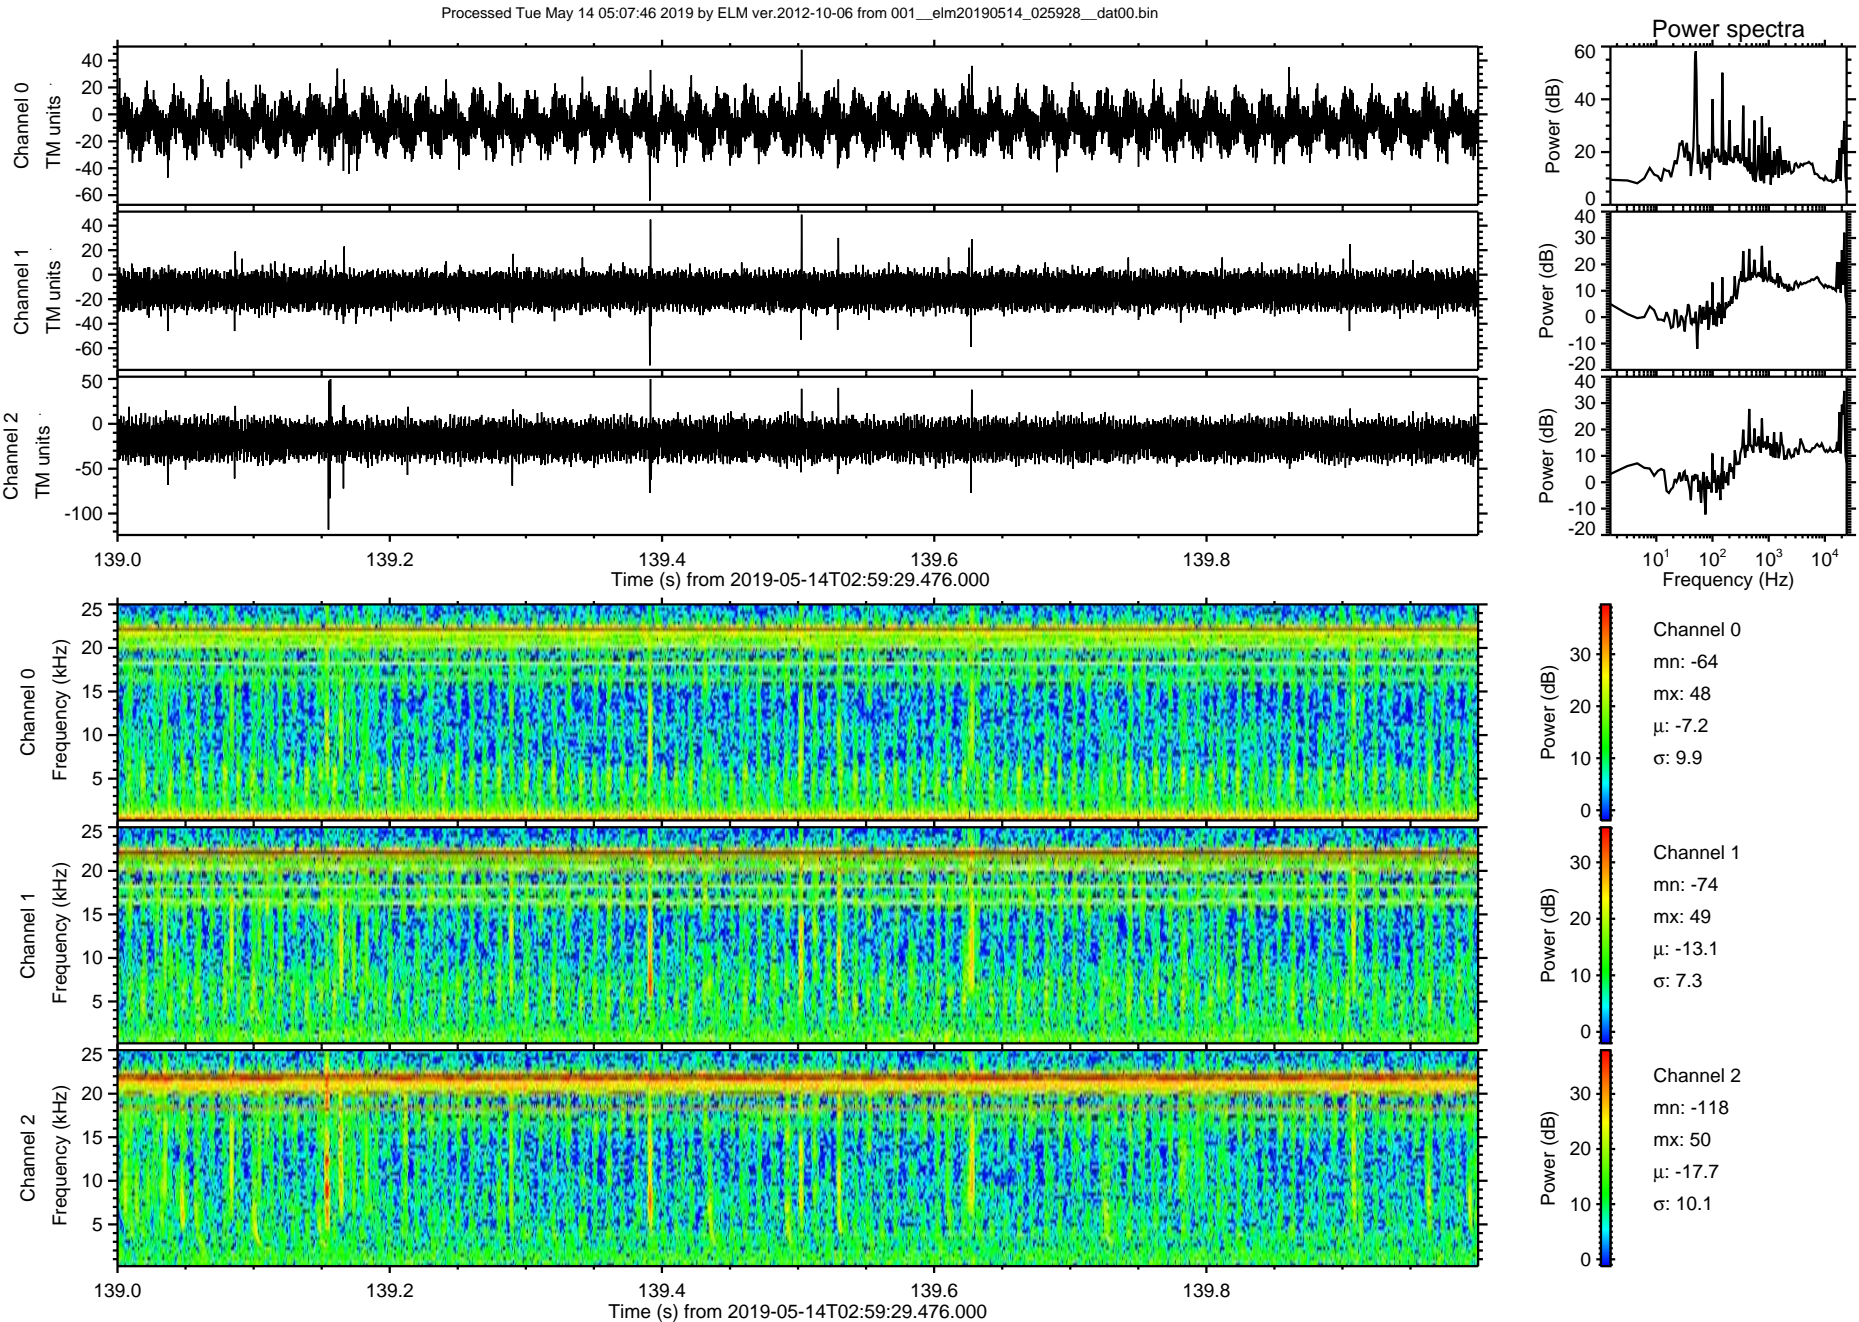 Processed Tue May 14 05:07:46 2019 by ELM ver.2012-10-06 from 001__elm20190514_025928__dat00.bin
Power spectra
Channel 0
TM units
40
20
0
-20
-40
-60
Power (dB)
60
40
20
0
Channel 1
TM units
40
20
0
-20
-40
-60
Power (dB)
40
30
20
10
0
-10
-20
Channel 2
TM units
50
0
-50
-100
Power (dB)
40
30
20
10
0
-10
-20
139.0 139.2 139.4 139.6 139.8
Time (s) from 2019-05-14T02:59:29.476.000
10¹ 10² 10³ 10⁴
Frequency (Hz)
Channel 0
Frequency (kHz)
25
20
15
10
5
Power (dB)
30
20
10
0
Channel 0
mn: -64
mx: 48
µ: -7.2
σ: 9.9
Channel 1
Frequency (kHz)
25
20
15
10
5
Power (dB)
30
20
10
0
Channel 1
mn: -74
mx: 49
µ: -13.1
σ: 7.3
Channel 2
Frequency (kHz)
25
20
15
10
5
Power (dB)
30
20
10
0
Channel 2
mn: -118
mx: 50
µ: -17.7
σ: 10.1
139.0 139.2 139.4 139.6 139.8
Time (s) from 2019-05-14T02:59:29.476.000